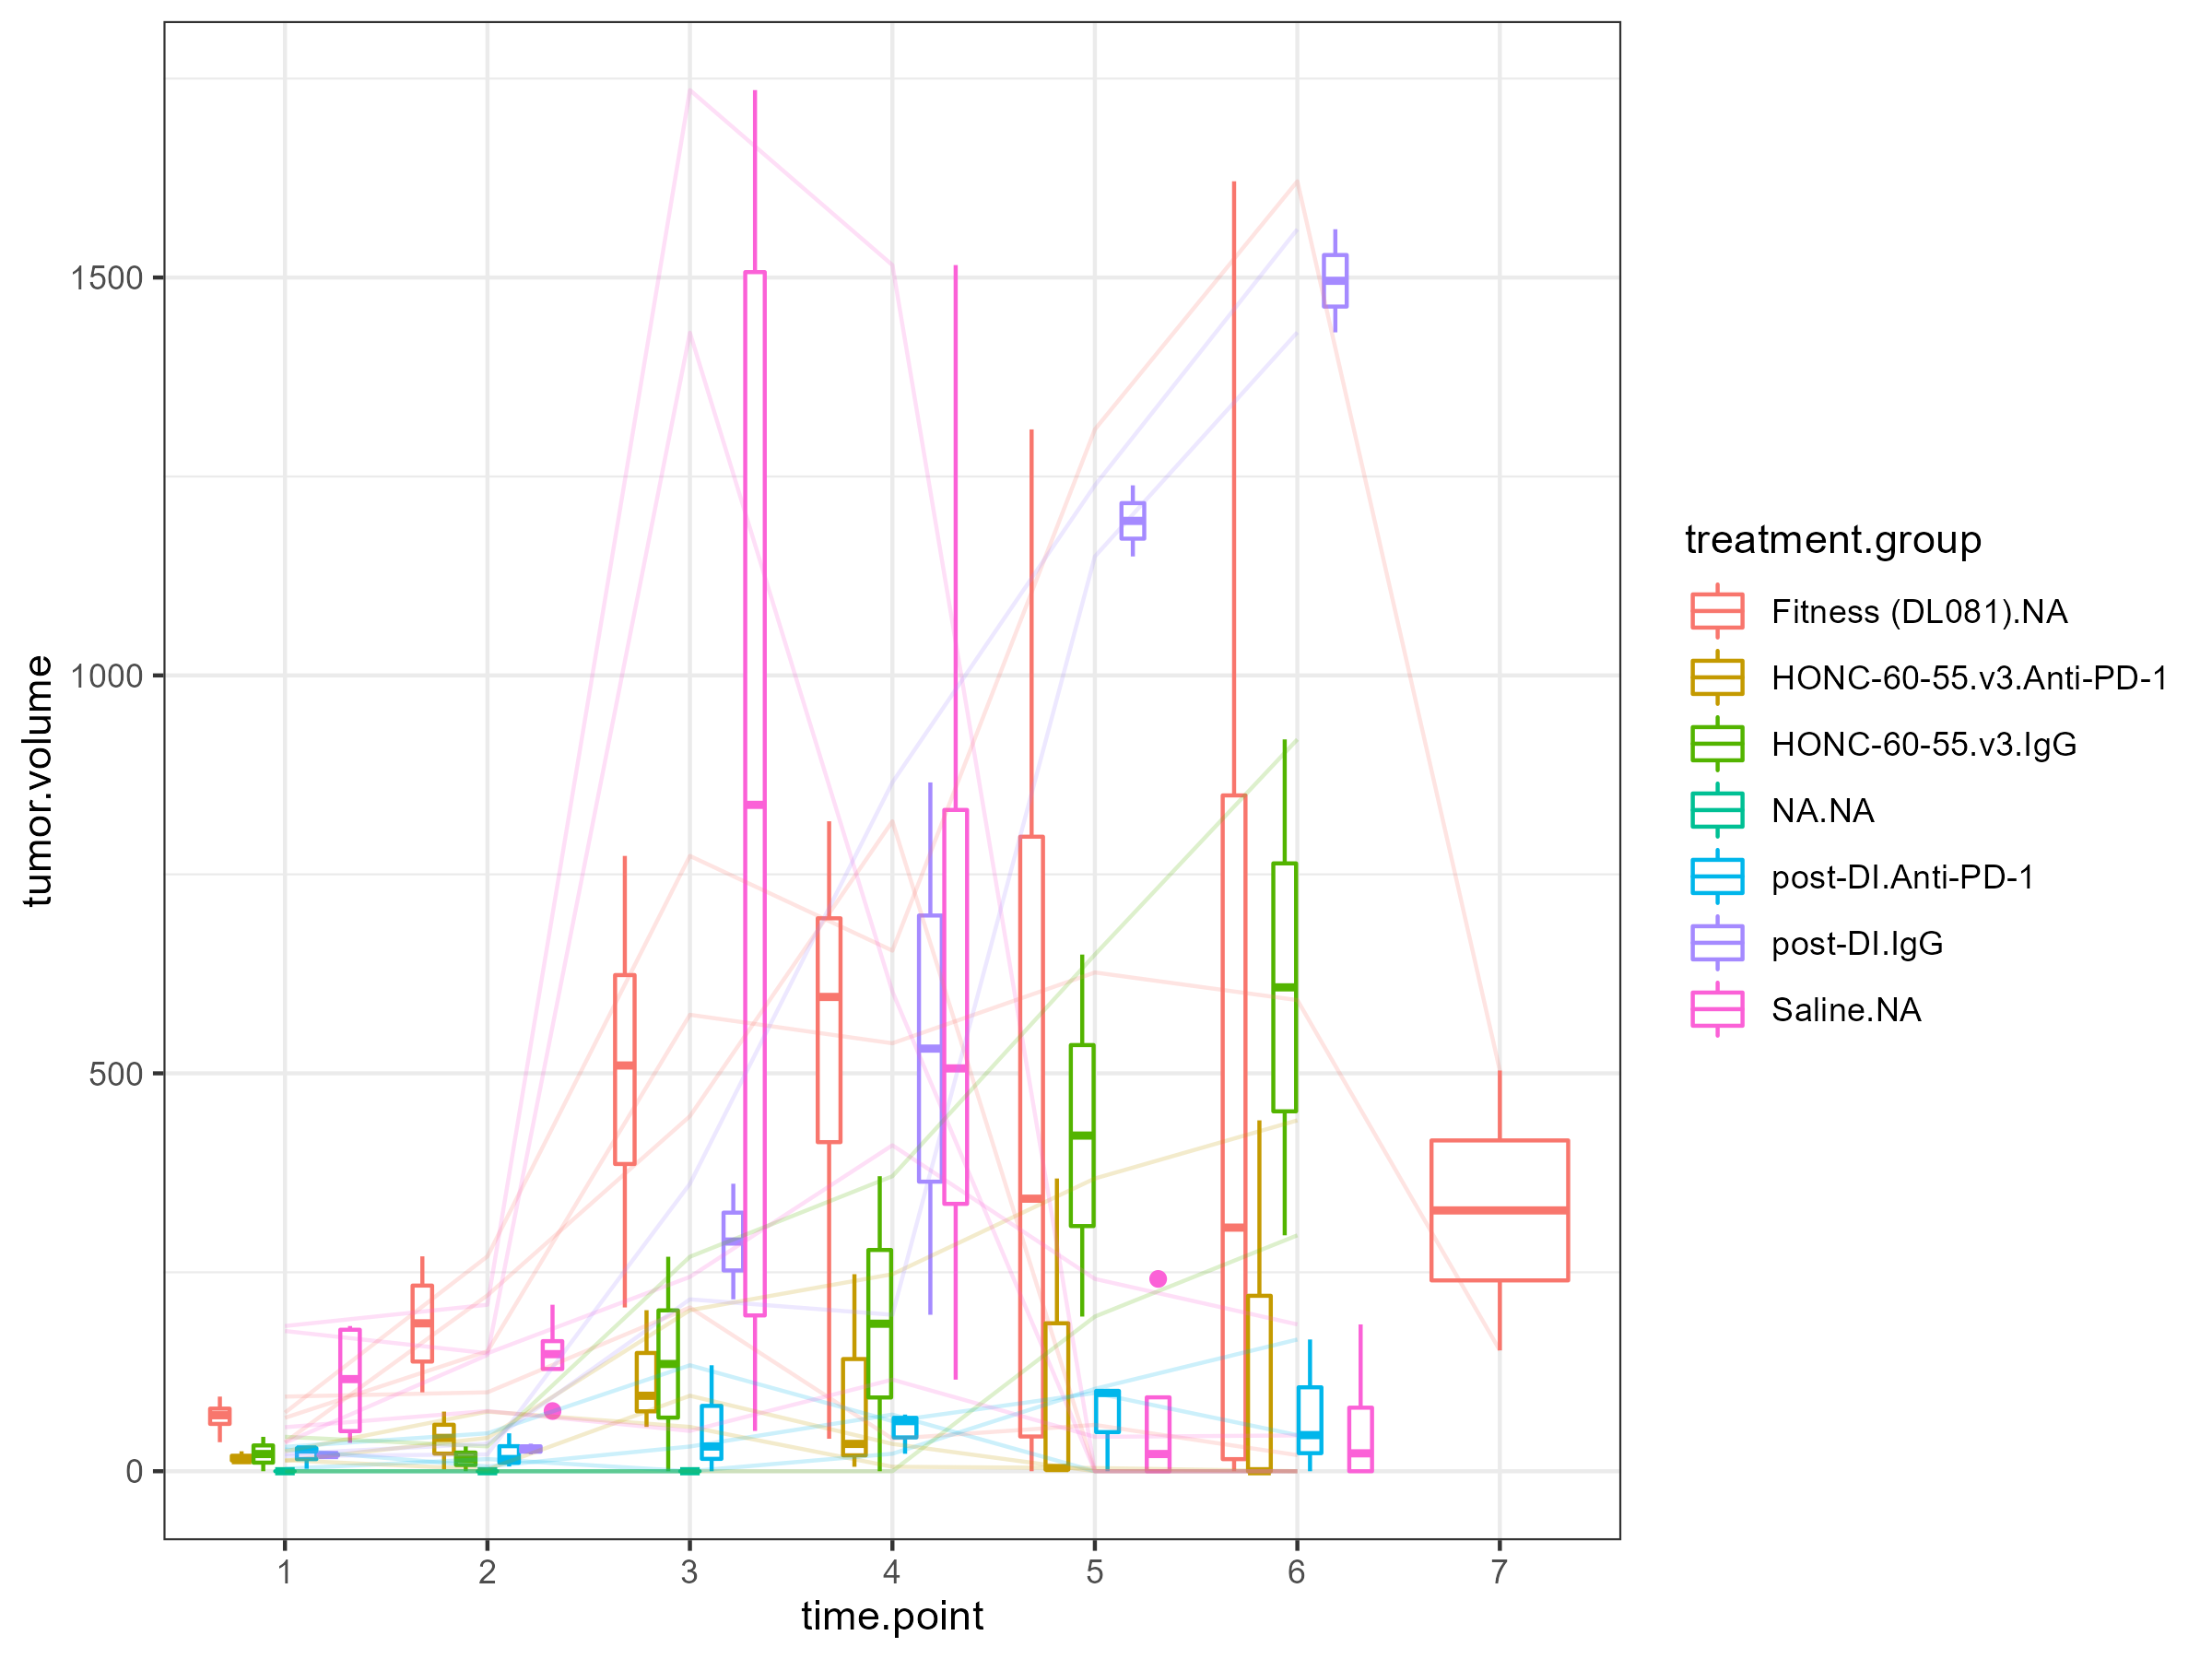 1500
1000
500
0
tumor.volume
1 2 3 4 5 6 7
time.point
treatment.group
Fitness (DL081).NA
HONC-60-55.v3.Anti-PD-1
HONC-60-55.v3.IgG
NA.NA
post-DI.Anti-PD-1
post-DI.IgG
Saline.NA